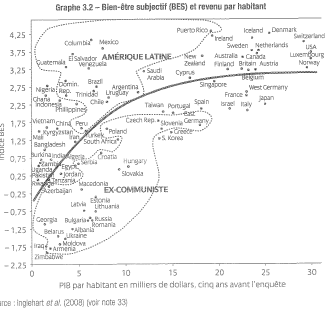 Graphe 3.2 – Bien-être subjectif (BES) et revenu par habitant
4,25
3,75
3,25
2,75
2,25
1,75
1,25
0,75
0,25
– 0,25
– 0,75
– 1,25
– 1,75
– 2,25
Indice BES
Puerto Rico
Iceland
Denmark
Switzerland
Colombia
Mexico
Ireland
Sweden
Netherlands
USA
El Salvador
Venezuela
AMÉRIQUE LATINE
Guatemala
New Zealand
Australia
Canada
Luxembourg
Norway
Saudi Arabia
Cyprus
Finland
Britain
Austria
Belgium
Singapore
Brazil
Argentina
Nigeria
Trinidad
Uruguay
Ghana
Chile
Indonesia
Philippines
France
West Germany
Japan
Taiwan
Portugal
Spain
Israel
Italy
Vietnam
China
Peru
Czech Rep.
Slovenia
East Germany
Mali
Kyrgyzstan
Iran
Turkey
Poland
Greece
S. Korea
Bangladesh
South Africa
Croatia
Hungary
Uganda
Egypt
Slovakia
Jordan
Tanzania
Rwanda
Azerbaijan
Macedonia
EX-COMMUNISTE
Estonia
Latvia
Lithuania
Georgia
Bulgaria
Russia
Romania
Belarus
Albania
Ukraine
Iraq
Moldova
Armenia
Zimbabwe
0
5
10
15
20
25
30
PIB par habitant en milliers de dollars, cinq ans avant l'enquête
Inglehart et al. (2008) (voir note 33)